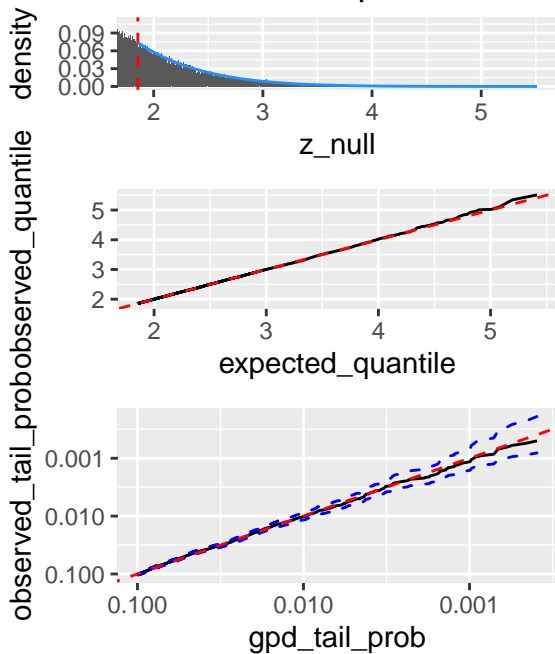 density
0.09
0.06
0.03
0.00
2 3 4 5
z_null
observed_quantile
5
4
3
2
2 3 4 5
expected_quantile
observed_tail_prob
0.001
0.010
0.100
0.100 0.010 0.001
gpd_tail_prob